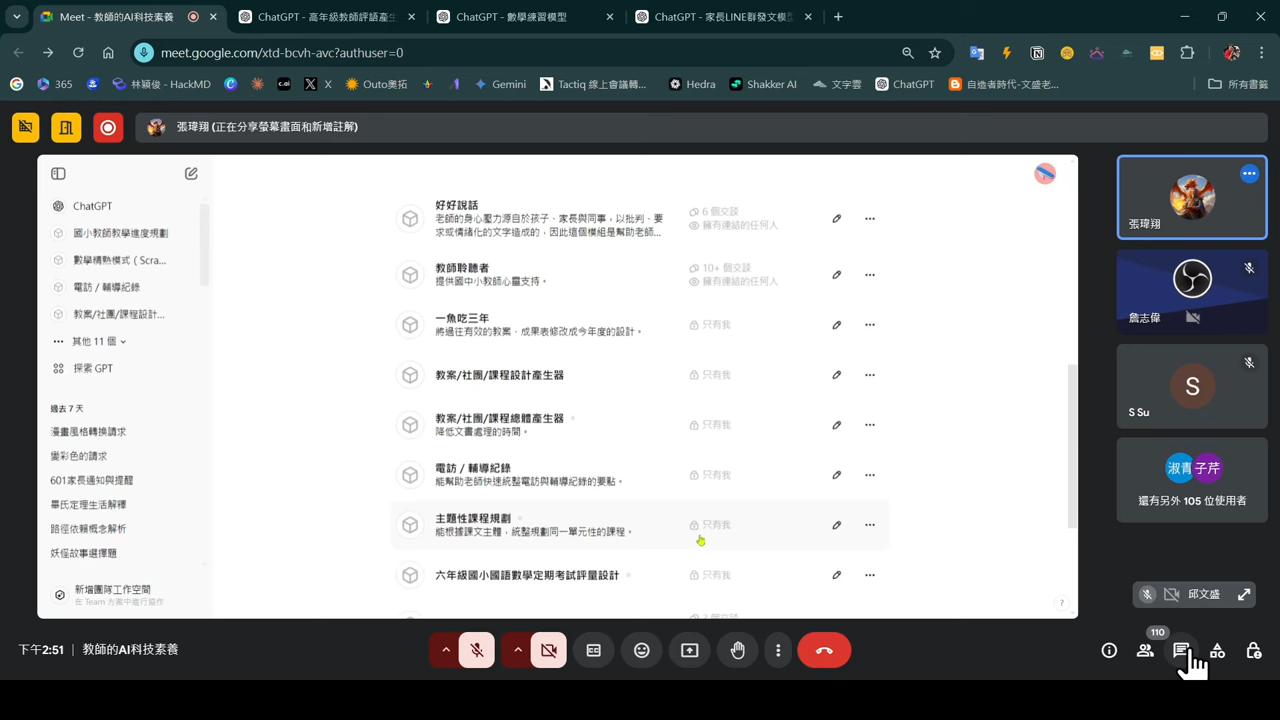 Meet - 教師的AI科技素養
ChatGPT - 高年級教師評語產生
ChatGPT - 數學練習模型
ChatGPT - 家長LINE群發文模型
meet.google.com/xtd-bcvh-avc?authuser=0
365
林穎俊 - HackMD
c.ai
X
Outo奧拓
Gemini
Tactiq 線上會議轉...
Hedra
Shakker AI
文字雲
ChatGPT
自造者時代-文盛老...
所有書籤
張瑋翔 (正在分享螢幕畫面和新增註解)
ChatGPT
國小教師教學進度規劃
數學精熟模式（Scra...
電訪 / 輔導紀錄
教案/社團/課程設計...
其他 11 個
探索 GPT
過去 7 天
漫畫風格轉換請求
變彩色的請求
601家長通知與提醒
畢氏定理生活解釋
路徑依賴概念解析
妖怪故事選擇題
新增團隊工作空間
在 Team 方案中進行協作
好好說話
老師的身心壓力源自於孩子、家長與同事，以批判、要
求或情緒化的文字造成的，因此這個模組是幫助老師...
6 個交談
擁有連結的任何人
教師聆聽者
提供國中小教師心靈支持。
10+ 個交談
擁有連結的任何人
一魚吃三年
將過往有效的教案、成果表修改成今年度的設計。
只有我
教案/社團/課程設計產生器
只有我
教案/社團/課程總體產生器
降低文書處理的時間。
只有我
電訪 / 輔導紀錄
能幫助老師快速統整電訪與輔導紀錄的要點。
只有我
主題性課程規劃
能根據課文主體，統整規劃同一單元性的課程。
只有我
六年級國小國語數學定期考試評量設計
只有我
?
張瑋翔
詹志偉
S
S Su
淑青
子芹
還有另外 105 位使用者
邱文盛
下午2:51
教師的AI科技素養
110